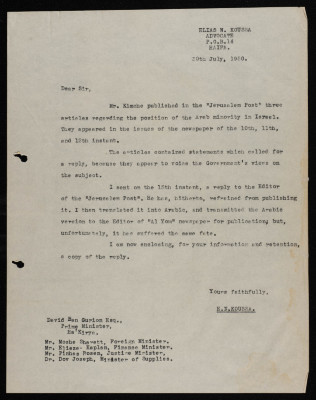 ELIAS N. KOUSSA
ADVOCATE
P.O.B.14
HAIFA.
20th July, 1950.
Dear Sir,
Mr. Elmche published in the "Jerusalem Post" three
articles regarding the position of the Arab minority in Israel.
They appeared in the issues of the newspaper of the 10th, 11th,
and 12th instant.
The articles contained statements which called for
a reply, because they appear to voice the Government's views on
the subject.
I sent on the 12th instant, a reply to the Editor
of the "Jerusalem Post". He has, hitherto, refrained from publishing
it. I then translated it into Arabic, and transmitted the Arabic
version to the Editor of "Al Yom" newspaper for publication; but,
unfortunately, it has suffered the same fate.
I am now enclosing, for your information and retention,
a copy of the reply.
Yours faithfully,
E.N.KOUSSA.
David Ben Gurion Esq.,
Prime Minister,
Ha'Kirya.
Mr. Moshe Sharett, Foreign Minister.
Mr. Eliezer Kaplan, Finance Minister.
Mr. Pinhas Rosen, Justice Minister.
Dr. Dov Joseph, Minister of Supplies.